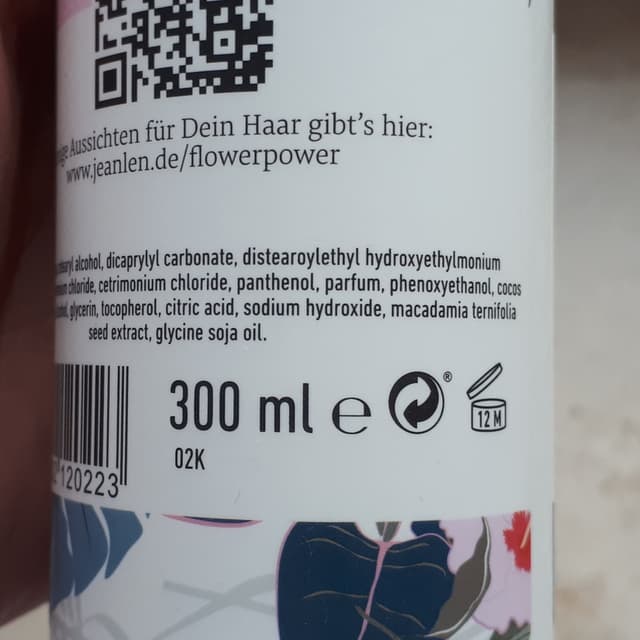 Aussichten für Dein Haar gibt's hier:
www.jeanlen.de/flowerpower
alcohol, dicaprylyl carbonate, distearoylethyl hydroxyethylmonium
chloride, cetrimonium chloride, panthenol, parfum, phenoxyethanol, cocos
glycerin, tocopherol, citric acid, sodium hydroxide, macadamia ternifolia
seed extract, glycine soja oil.
300 ml e ®
12 M
02K
120223